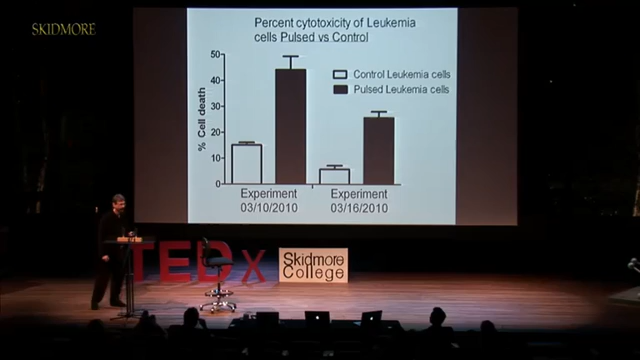 SKIDMORE
Percent cytotoxicity of Leukemia
cells Pulsed vs Control
50
40
30
20
10
0
% Cell death
Control Leukemia cells
Pulsed Leukemia cells
Experiment
03/10/2010
Experiment
03/16/2010
TEDx
Skidmore
College